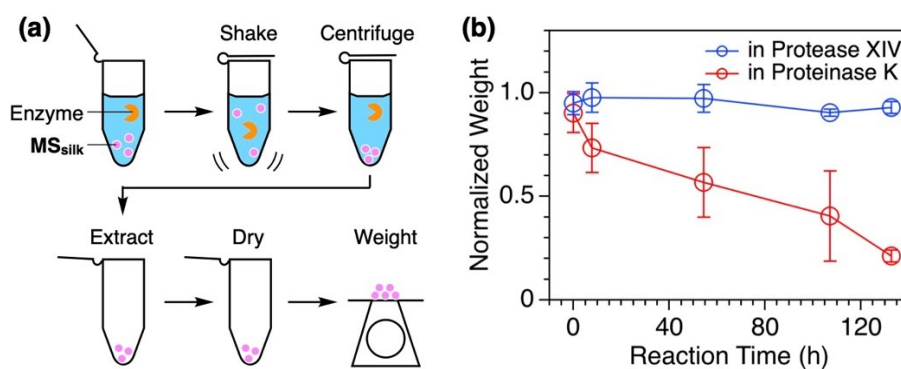 (a)
Shake
Centrifuge
Enzyme
MSsilk
Extract
Dry
Weight
(b)
in Protease XIV
in Proteinase K
Normalized Weight
1.0
0.5
0
0
40
80
120
Reaction Time (h)